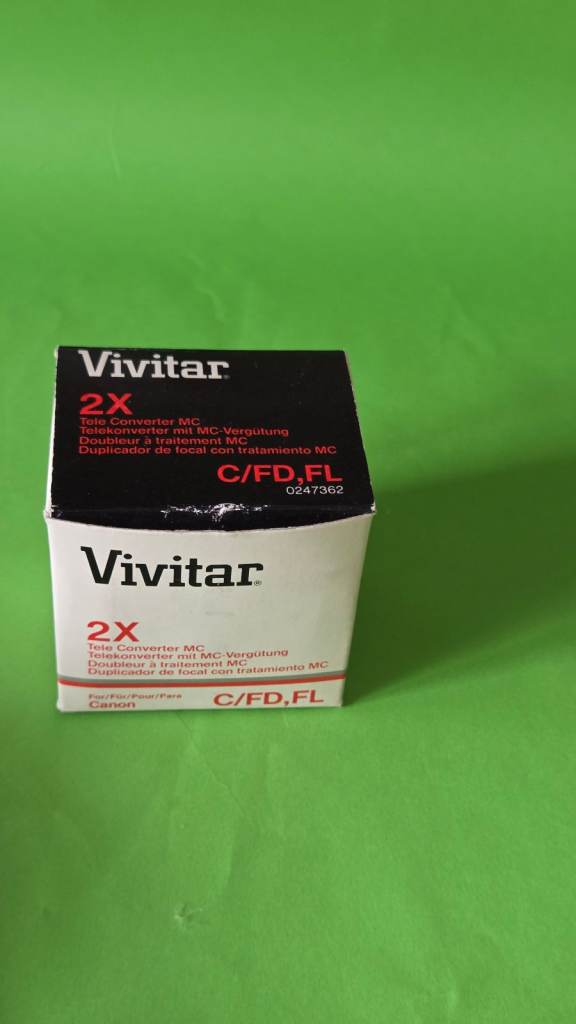 Vivitar®
2X
Tele Converter MC
Telekonverter mit MC-Vergütung
Doubleur à traitement MC
Duplicador de focal con tratamiento MC
C/FD,FL
0247362
Vivitar®
2X
Tele Converter MC
Telekonverter mit MC-Vergütung
Doubleur à traitement MC
Duplicador de focal con tratamiento MC
For/Für/Pour/Para
Canon C/FD,FL